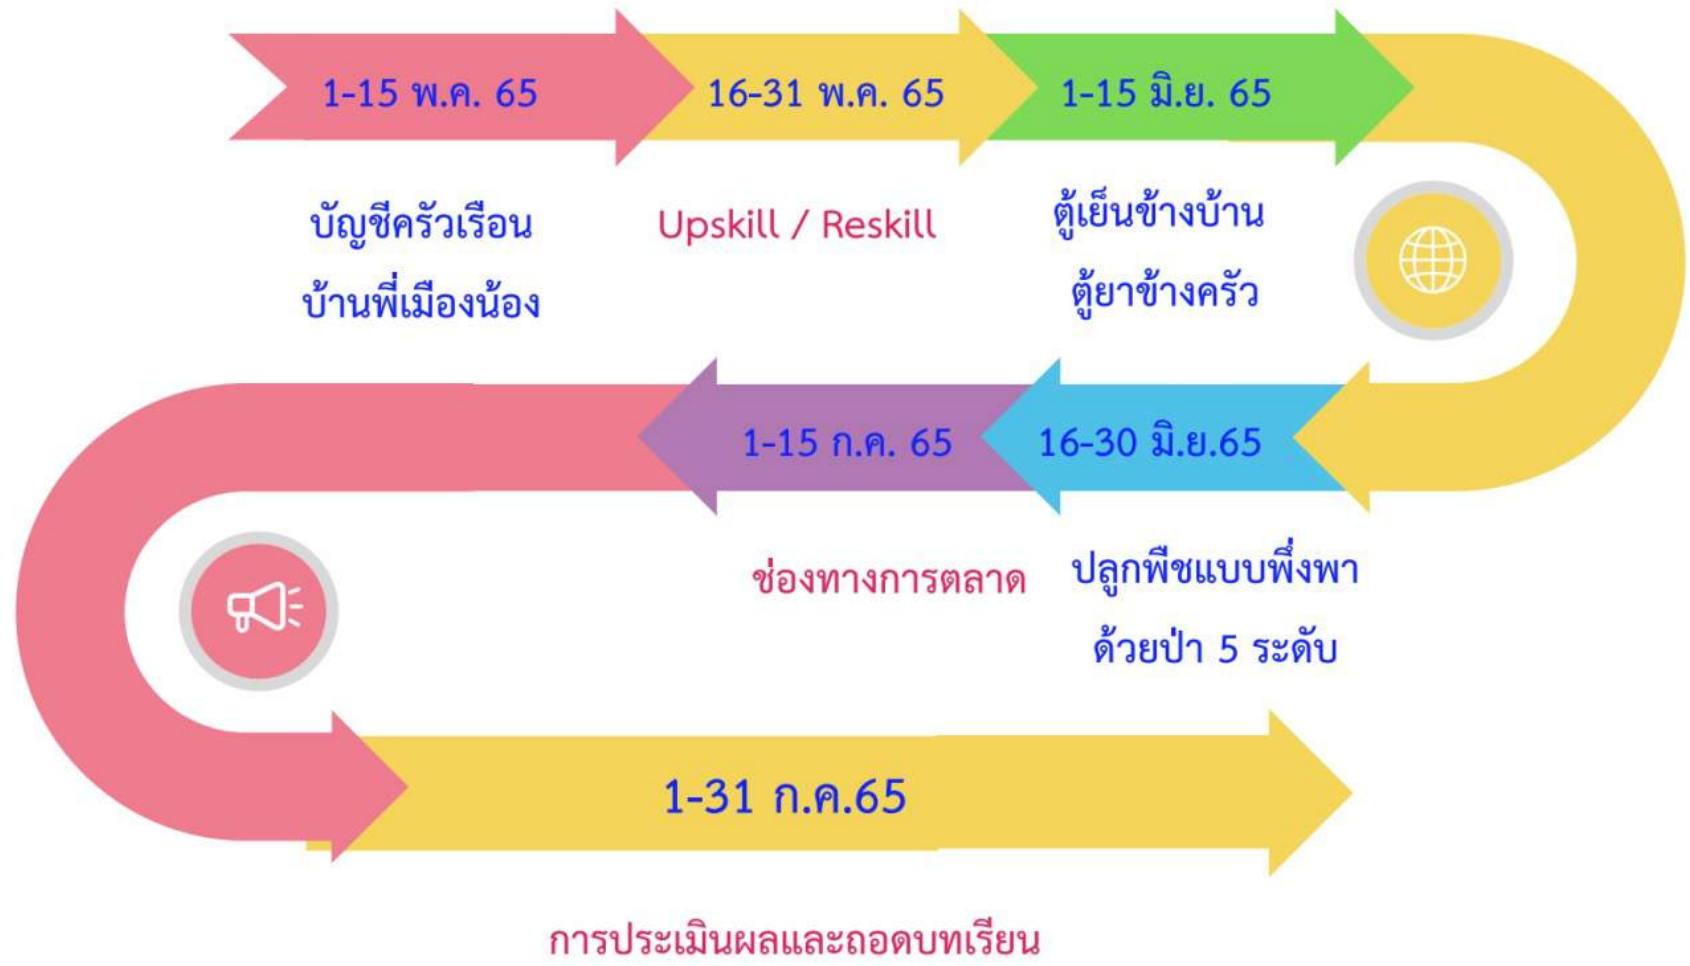 1-15 พ.ค. 65
16-31 พ.ค. 65
1-15 มิ.ย. 65
บัญชีครัวเรือน
บ้านพี่เมืองน้อง
Upskill / Reskill
ตู้เย็นข้างบ้าน
ตู้ยาข้างครัว
16-30 มิ.ย.65
1-15 ก.ค. 65
ปลูกพืชแบบพึ่งพา
ด้วยป่า 5 ระดับ
ช่องทางการตลาด
1-31 ก.ค.65
การประเมินผลและถอดบทเรียน